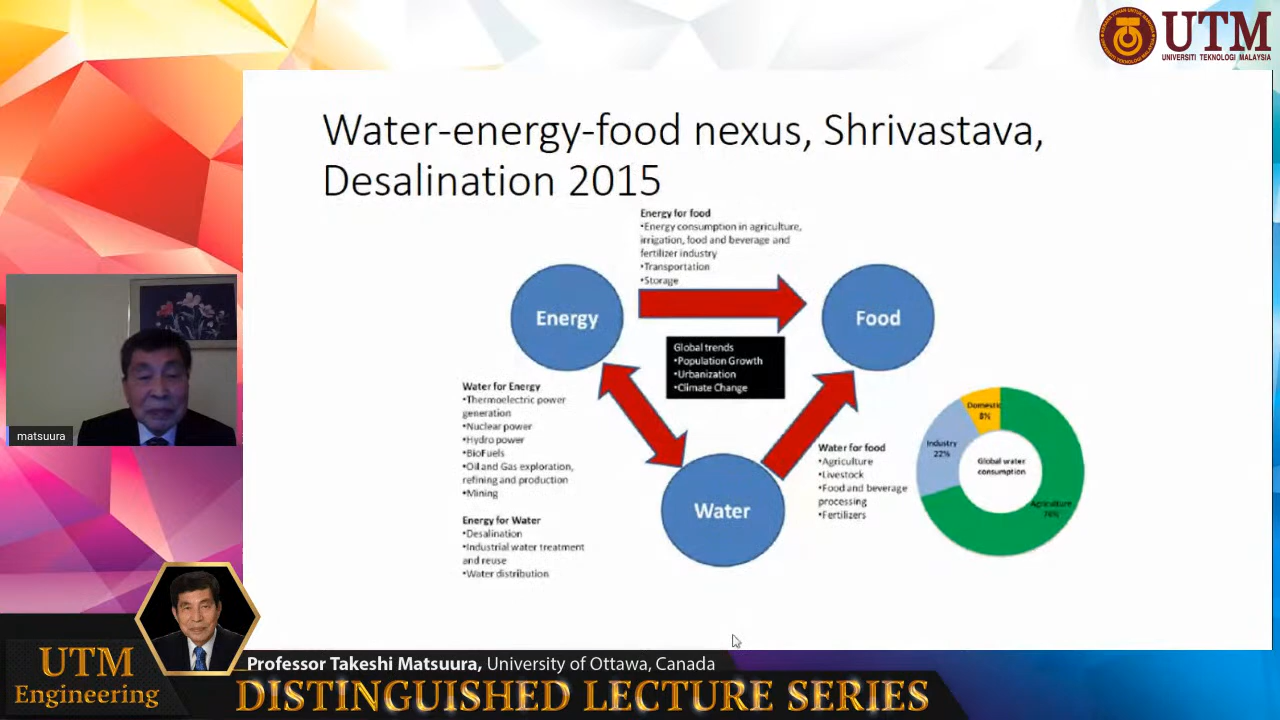 UTM
UNIVERSITI TEKNOLOGI MALAYSIA
Water-energy-food nexus, Shrivastava,
Desalination 2015
Energy for food
•Energy consumption in agriculture,
irrigation, food and beverage and
fertilizer industry
•Transportation
•Storage
Energy
Food
Global trends
•Population Growth
•Urbanization
•Climate Change
Water for Energy
•Thermoelectric power
generation
•Nuclear power
•Hydro power
•BioFuels
•Oil and Gas exploration,
refining and production
•Mining
Energy for Water
•Desalination
•Industrial water treatment
and reuse
•Water distribution
Water
Water for food
•Agriculture
•Livestock
•Food and beverage
processing
•Fertilizers
Domestic
8%
Industry
22%
Global water
consumption
Agriculture
matsuura
UTM
Engineering
Professor Takeshi Matsuura, University of Ottawa, Canada
DISTINGUISHED LECTURE SERIES